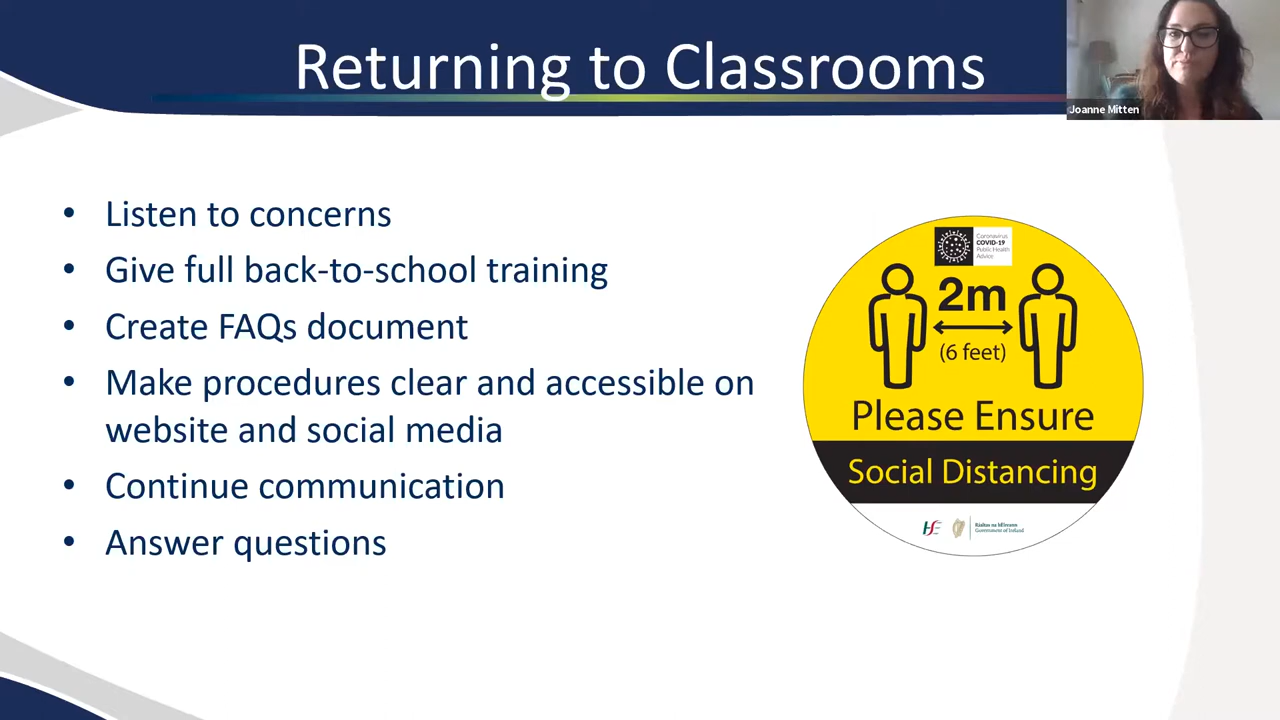 Returning to Classrooms
Joanne Mitten
• Listen to concerns
• Give full back-to-school training
• Create FAQs document
• Make procedures clear and accessible on
website and social media
• Continue communication
• Answer questions
Coronavirus
COVID-19
Public Health
Advice
2m
(6 feet)
Please Ensure
Social Distancing
Rialtas na hÉireann
Government of Ireland